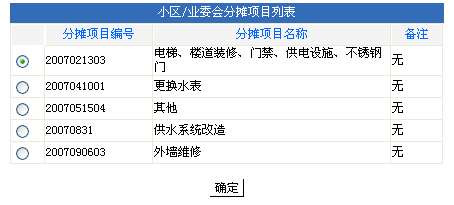 小区/业委会分摊项目列表
分摊项目编号 分摊项目名称 备注
2007021303 电梯、楼道装修、门禁、供电设施、不锈钢门 无
2007041001 更换水表 无
2007051504 其他 无
20070831 供水系统改造 无
2007090603 外墙维修 无
确定